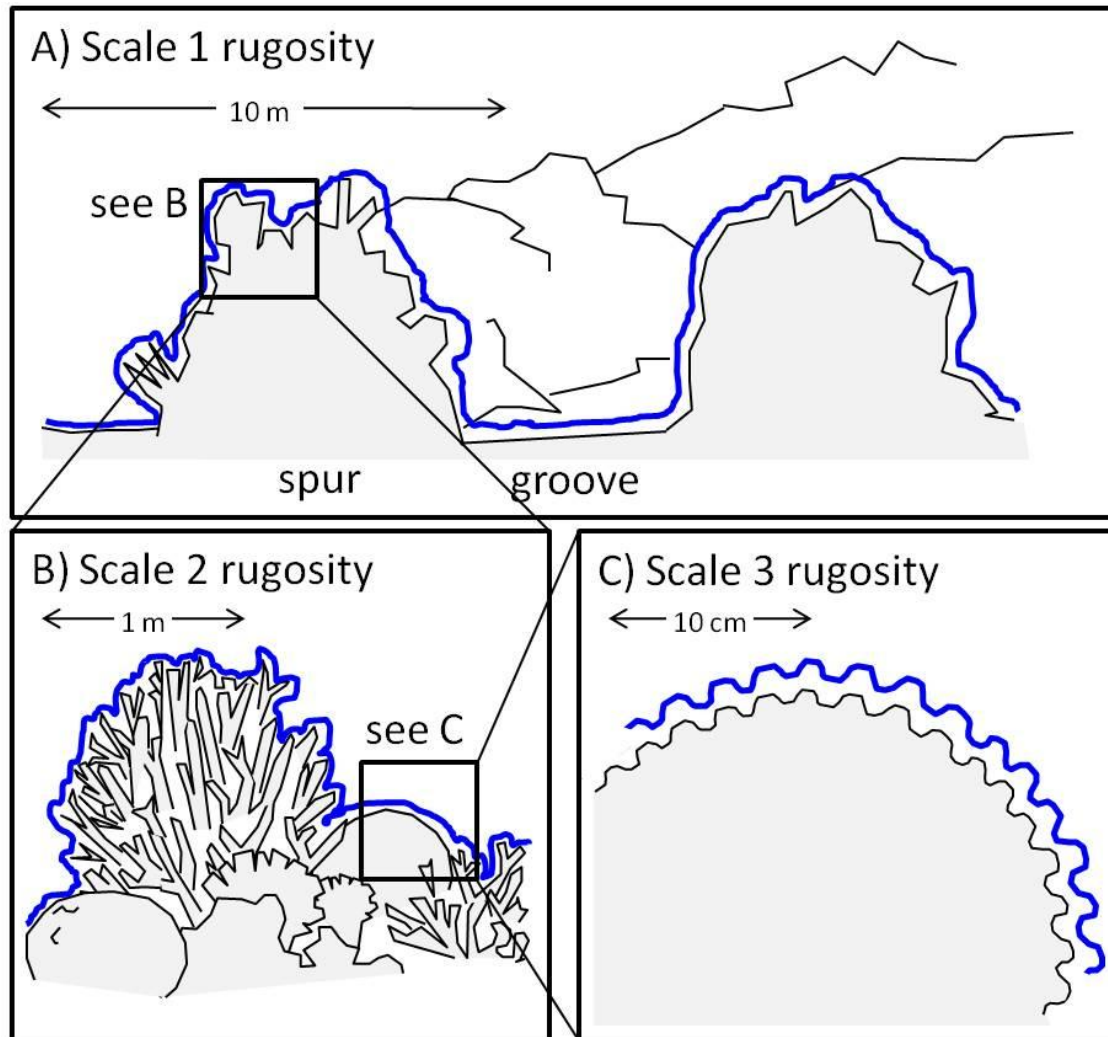 A) Scale 1 rugosity
10 m
see B
spur
groove
B) Scale 2 rugosity
1 m
see C
C) Scale 3 rugosity
10 cm